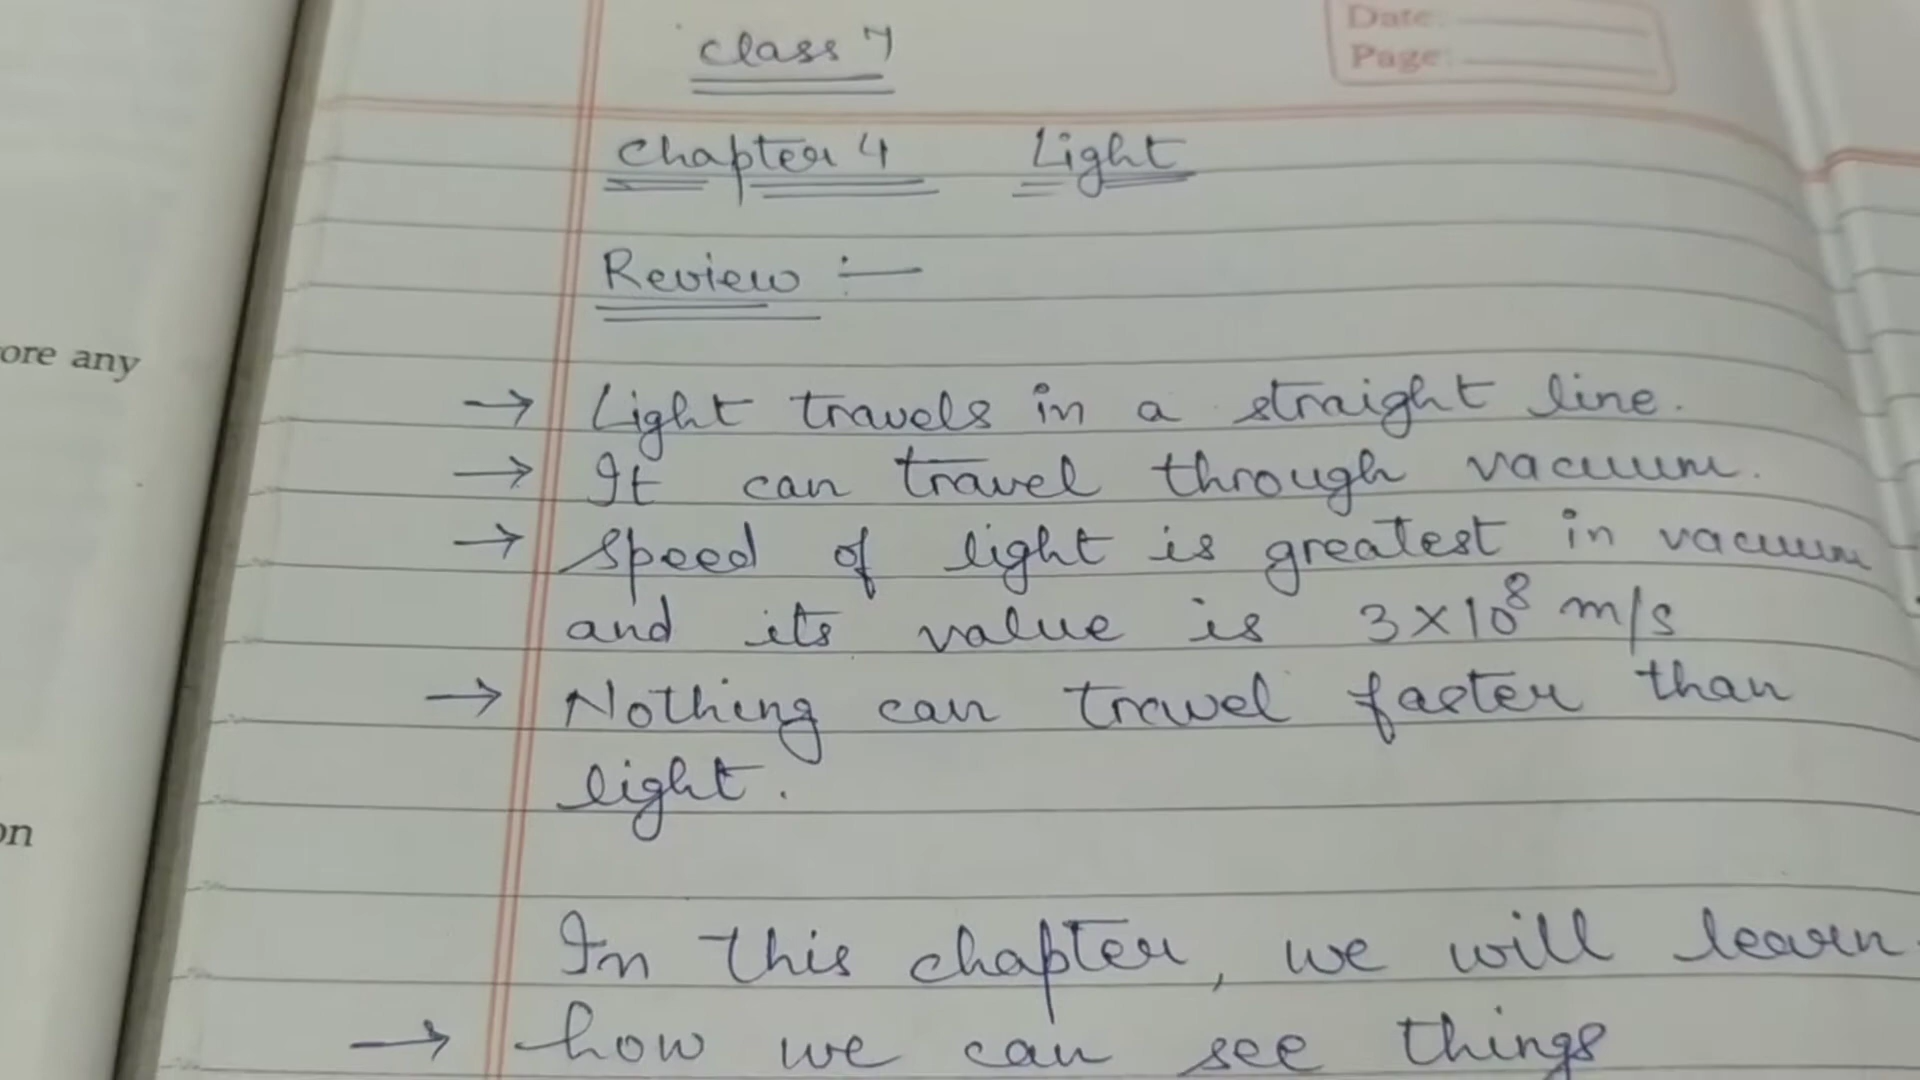 Class 7
Date:
Page:
Chapter 4 Light
Review :-
ore any
→ Light travels in a straight line.
→ It can travel through vacuum.
→ Speed of light is greatest in vacuum
and its value is 3×10⁸ m/s
→ Nothing can travel faster than
light.
on
In this chapter, we will learn
→ how we can see things